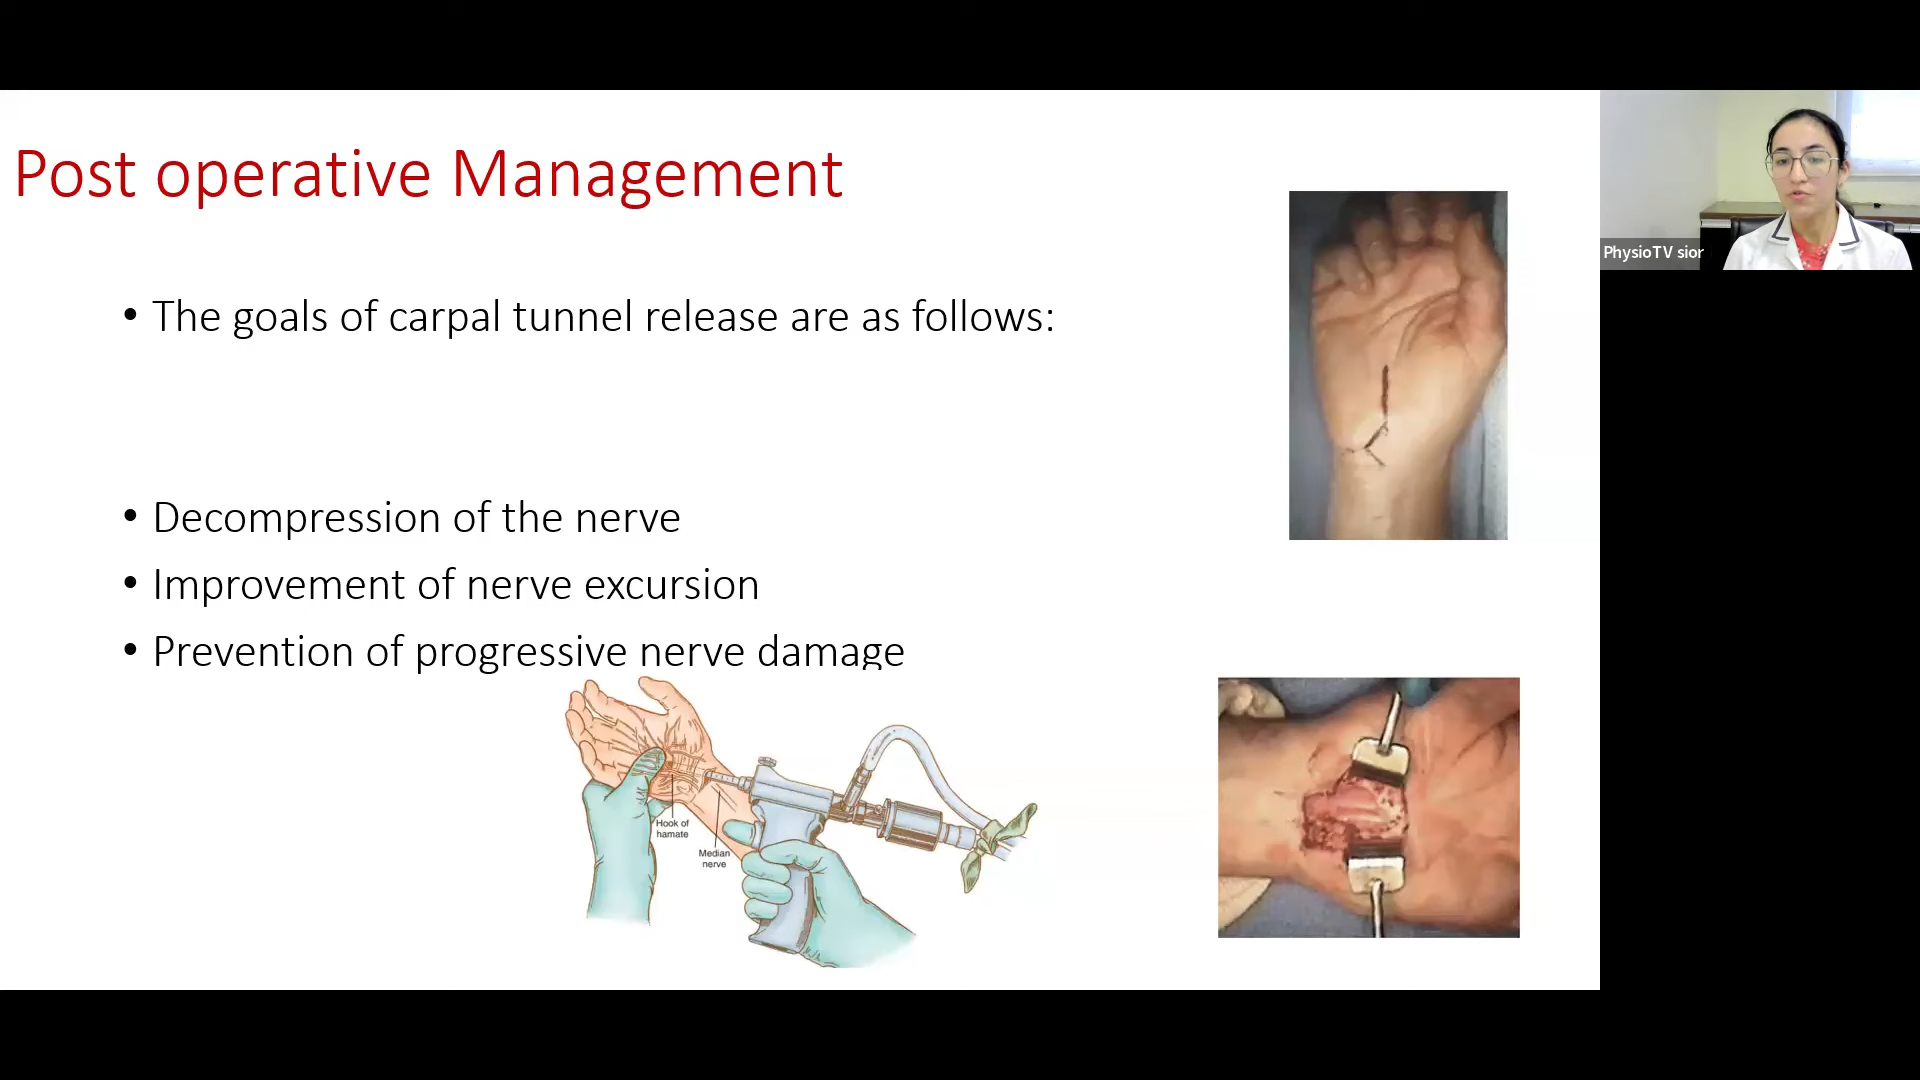 Post operative Management
• The goals of carpal tunnel release are as follows:
• Decompression of the nerve
• Improvement of nerve excursion
• Prevention of progressive nerve damage
Hook of
hamate
Median
nerve
PhysioTV sior